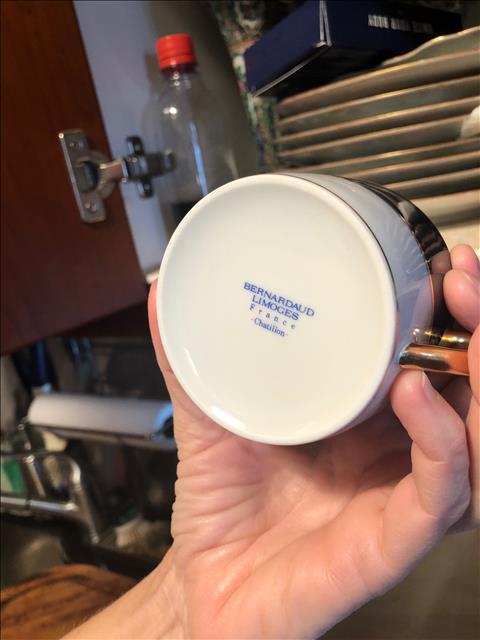 BERNARDAUD
LIMOGES
France
-Chatillon-